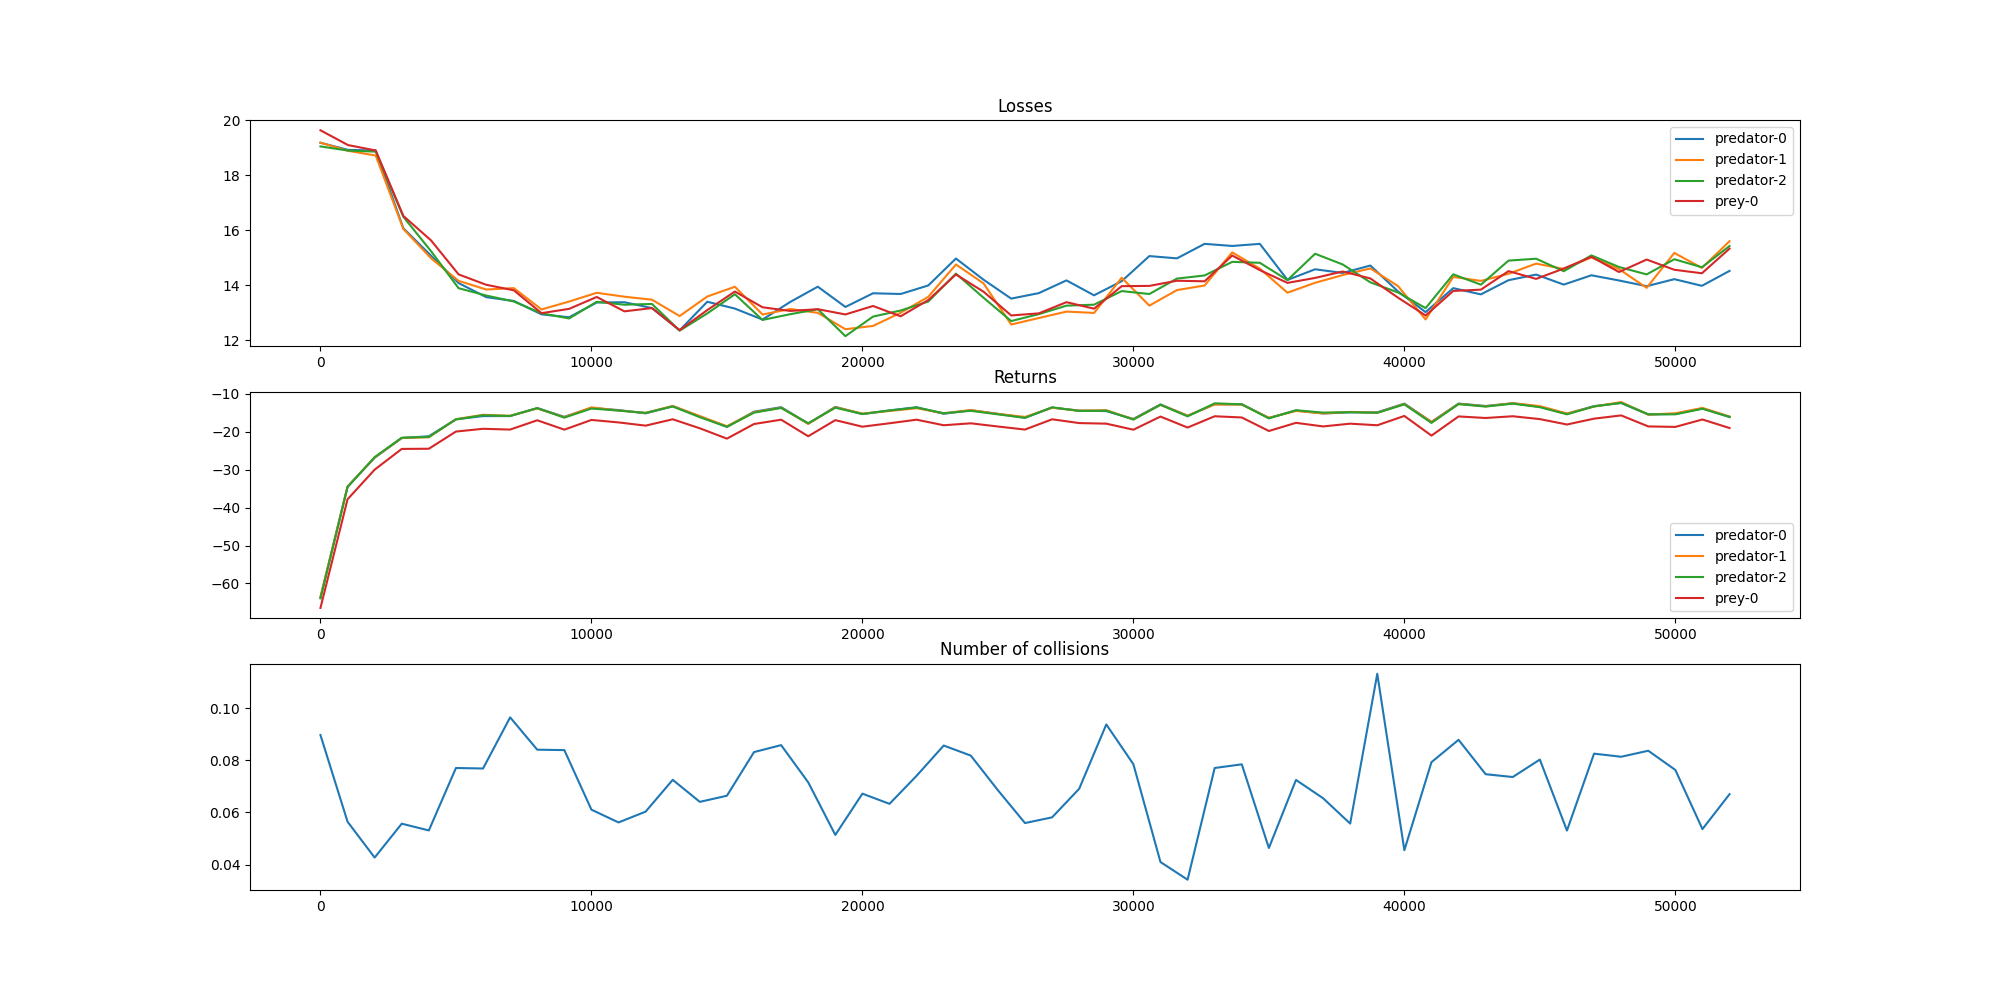 Losses
20
18
16
14
12
predator-0
predator-1
predator-2
prey-0
0 10000 20000 30000 40000 50000
Returns
−10
−20
−30
−40
−50
−60
predator-0
predator-1
predator-2
prey-0
0 10000 20000 30000 40000 50000
Number of collisions
0.10
0.08
0.06
0.04
0 10000 20000 30000 40000 50000